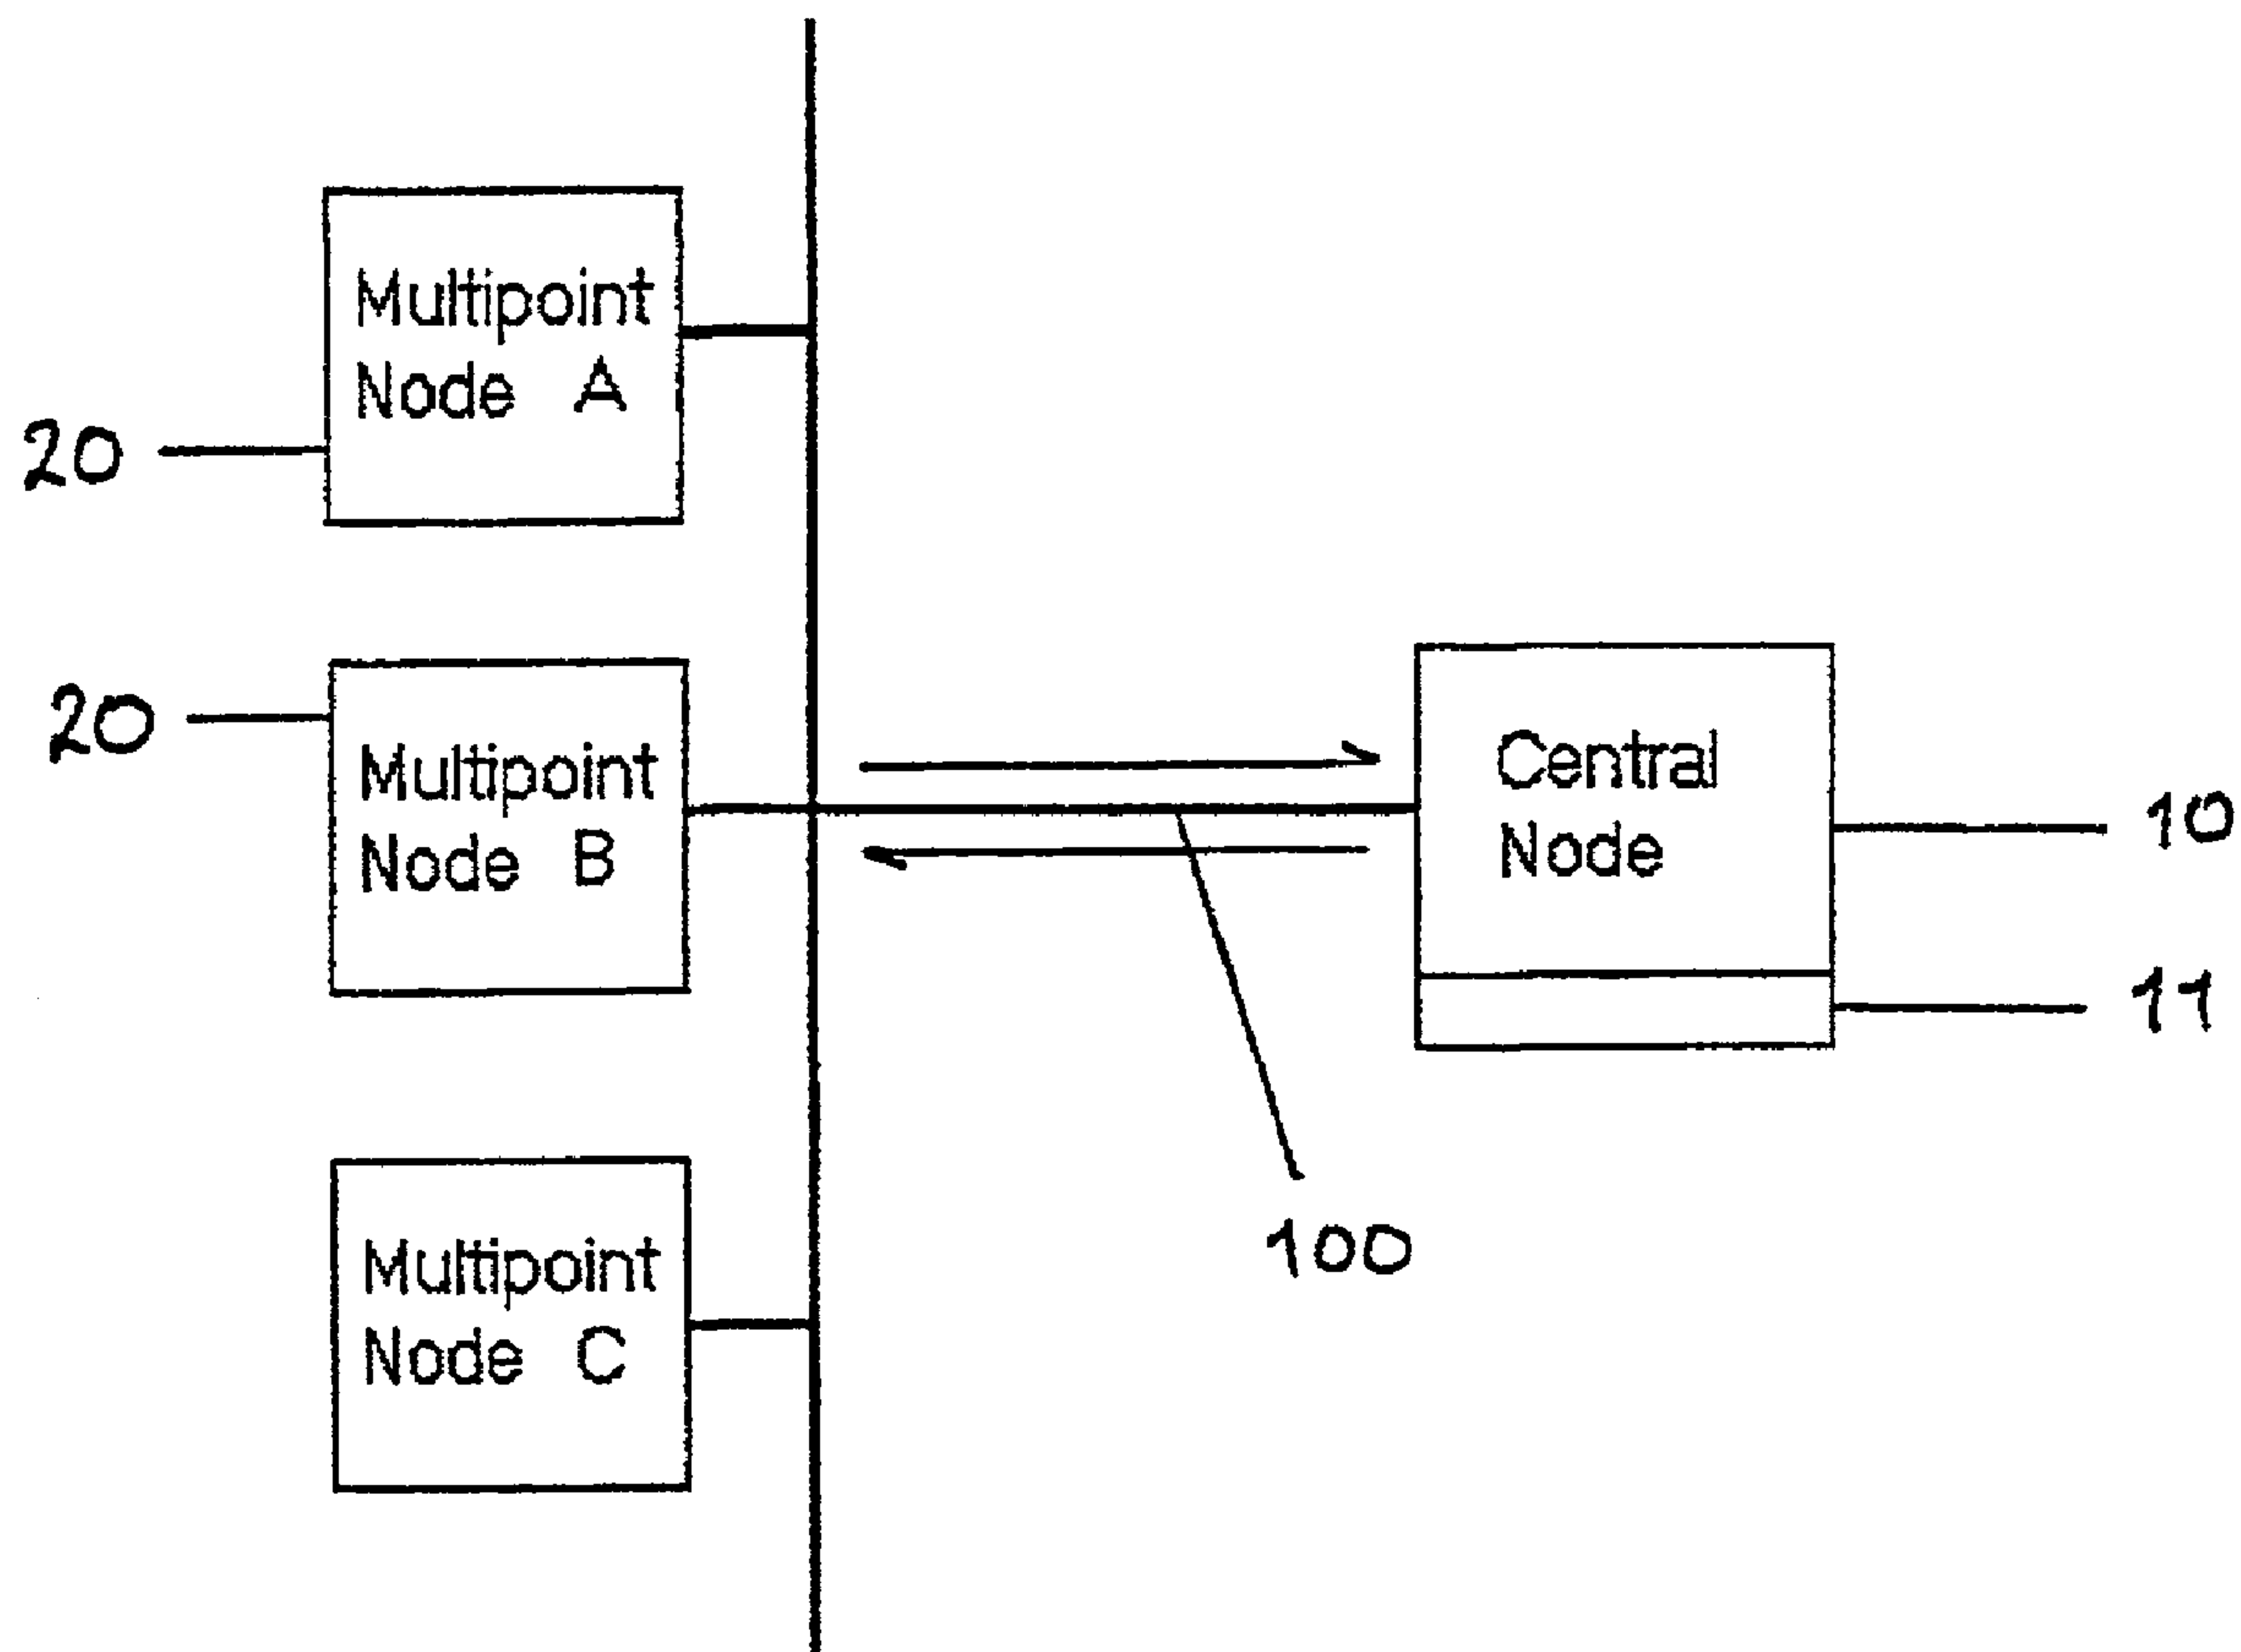 Multipoint
Node A
20
20
Multipoint
Node B
Central
Node
10
11
100
Multipoint
Node C